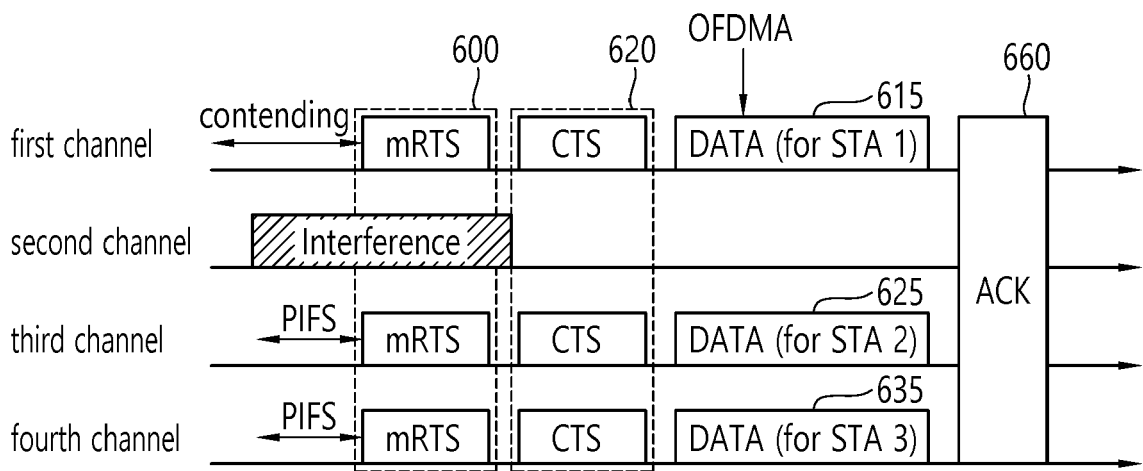 OFDMA
600
620
660
615
contending
first channel
mRTS
CTS
DATA (for STA 1)
second channel
Interference
ACK
625
PIFS
third channel
mRTS
CTS
DATA (for STA 2)
635
PIFS
fourth channel
mRTS
CTS
DATA (for STA 3)